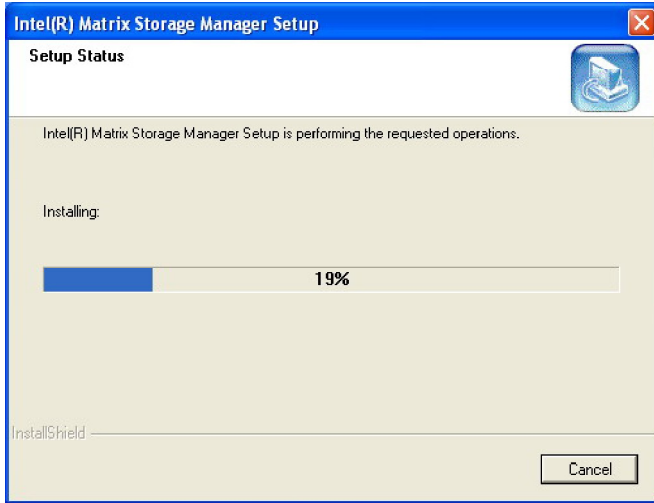 Intel(R) Matrix Storage Manager Setup
Setup Status
Intel(R) Matrix Storage Manager Setup is performing the requested operations.
Installing:
19%
InstallShield
Cancel